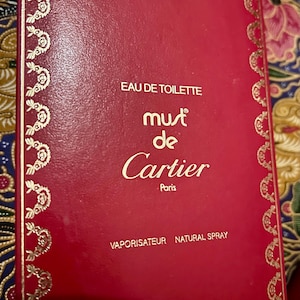 EAU DE TOILETTE
must®
de
Cartier
Paris
VAPORISATEUR NATURAL SPRAY